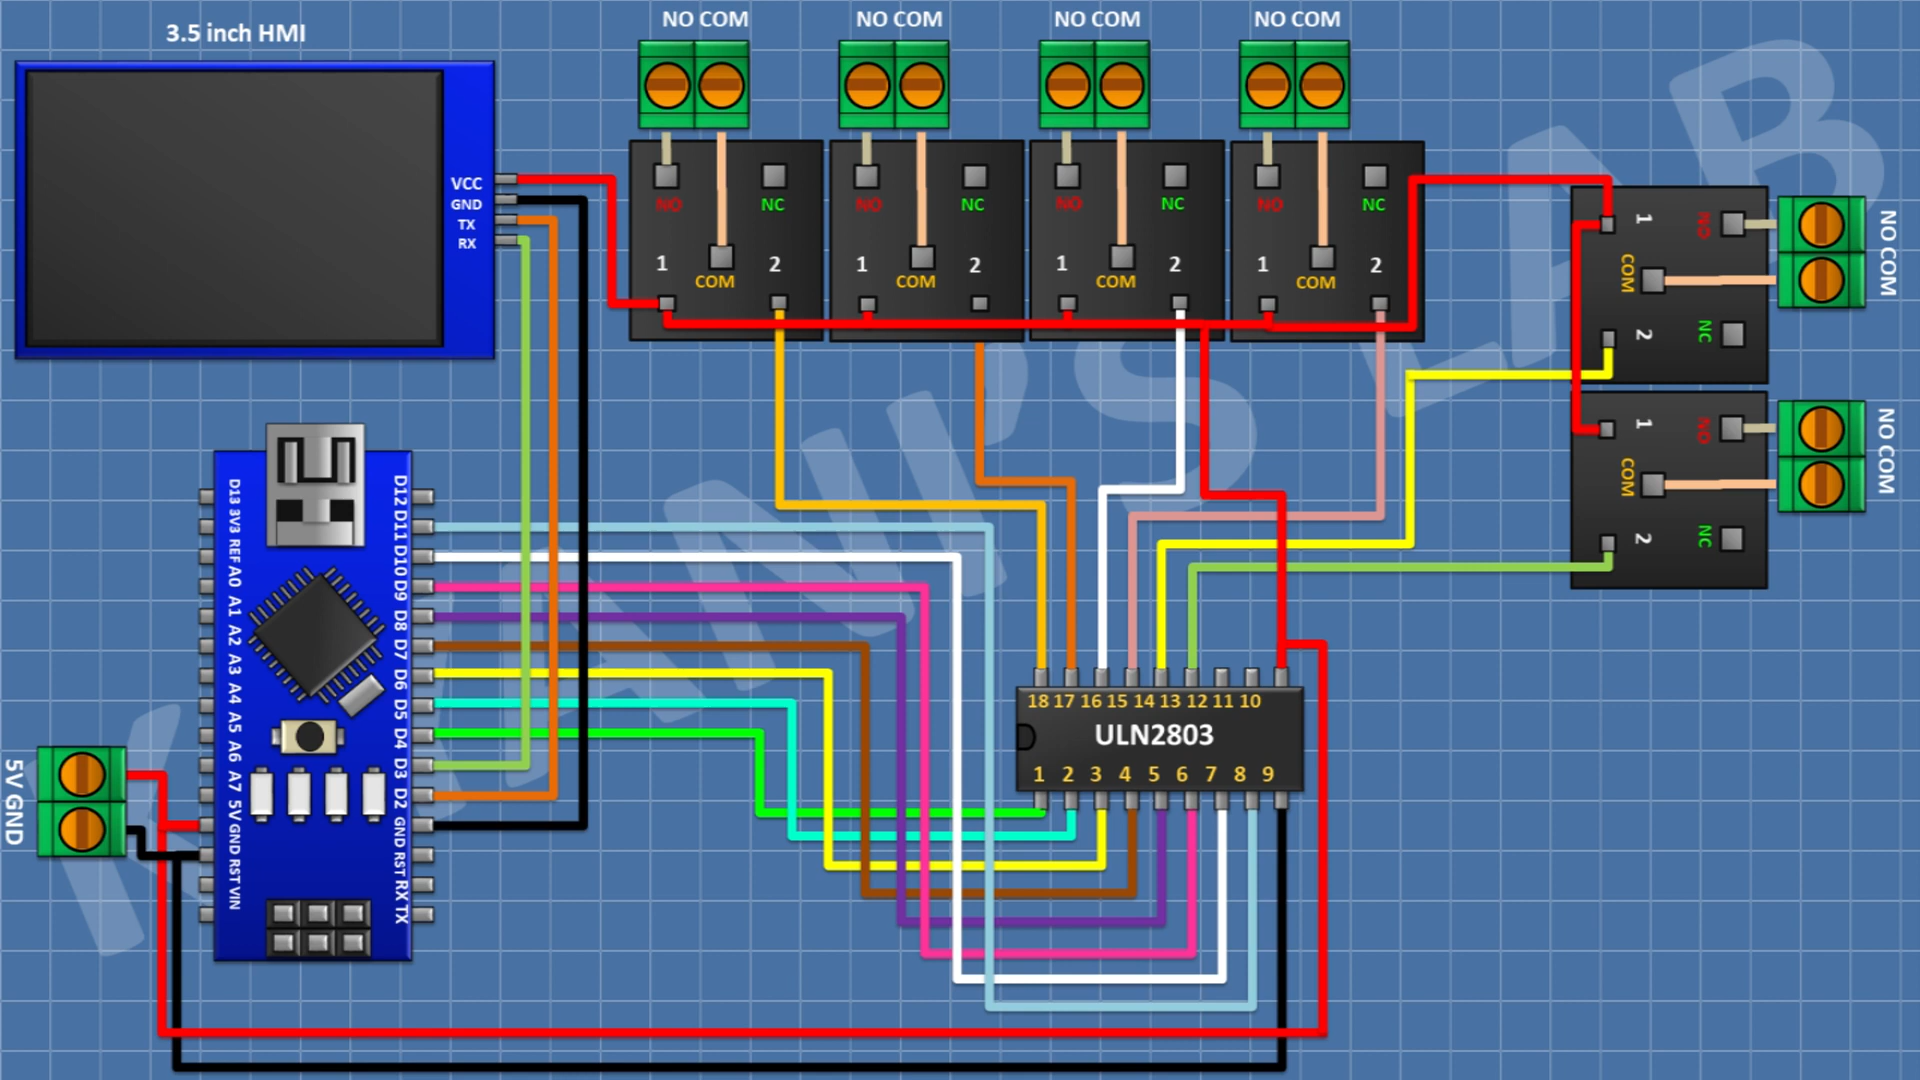 3.5 inch HMI
VCC
GND
TX
RX
NO COM
NO COM
NO COM
NO COM
NO NC
1 COM 2
NO NC
1 COM 2
NO NC
1 COM 2
NO NC
1 COM 2
1 NO
COM
2 NC
NO COM
1 NO
COM
2 NC
NO COM
D13 3V3 REF A0 A1 A2 A3 A4 A5 A6 A7 5V GND RST VIN
D12 D11 D10 D9 D8 D7 D6 D5 D4 D3 D2 GND RST RX TX
5V GND
18 17 16 15 14 13 12 11 10
ULN2803
1 2 3 4 5 6 7 8 9
KVANI'S LAB